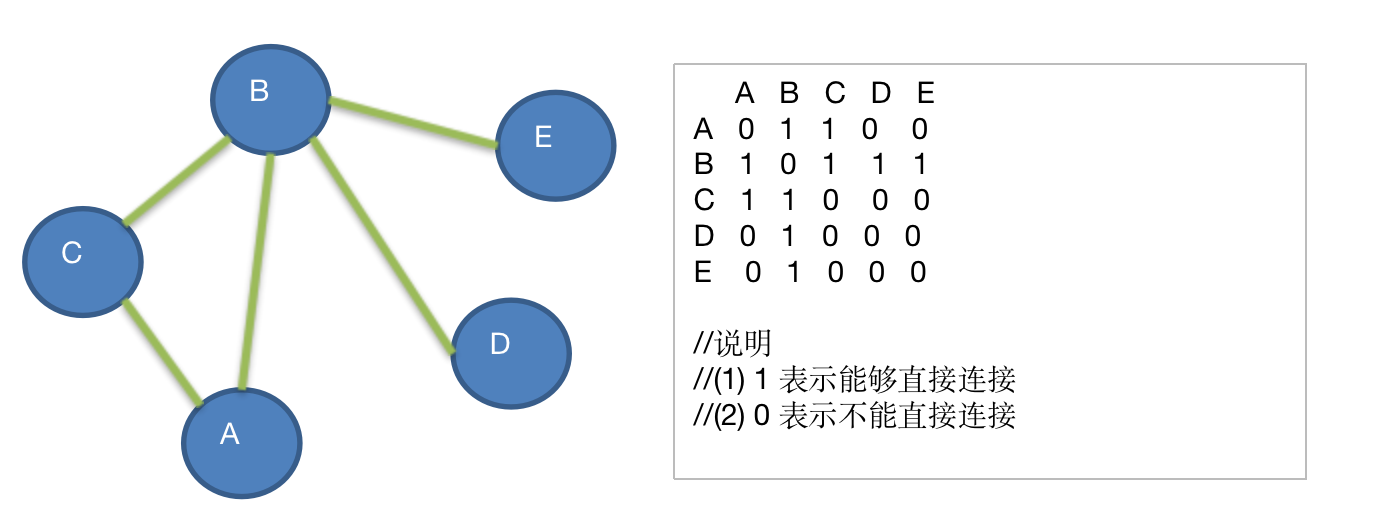 B
E
C
D
A
A B C D E
A 0 1 1 0 0
B 1 0 1 1 1
C 1 1 0 0 0
D 0 1 0 0 0
E 0 1 0 0 0
//说明
//(1) 1 表示能够直接连接
//(2) 0 表示不能直接连接